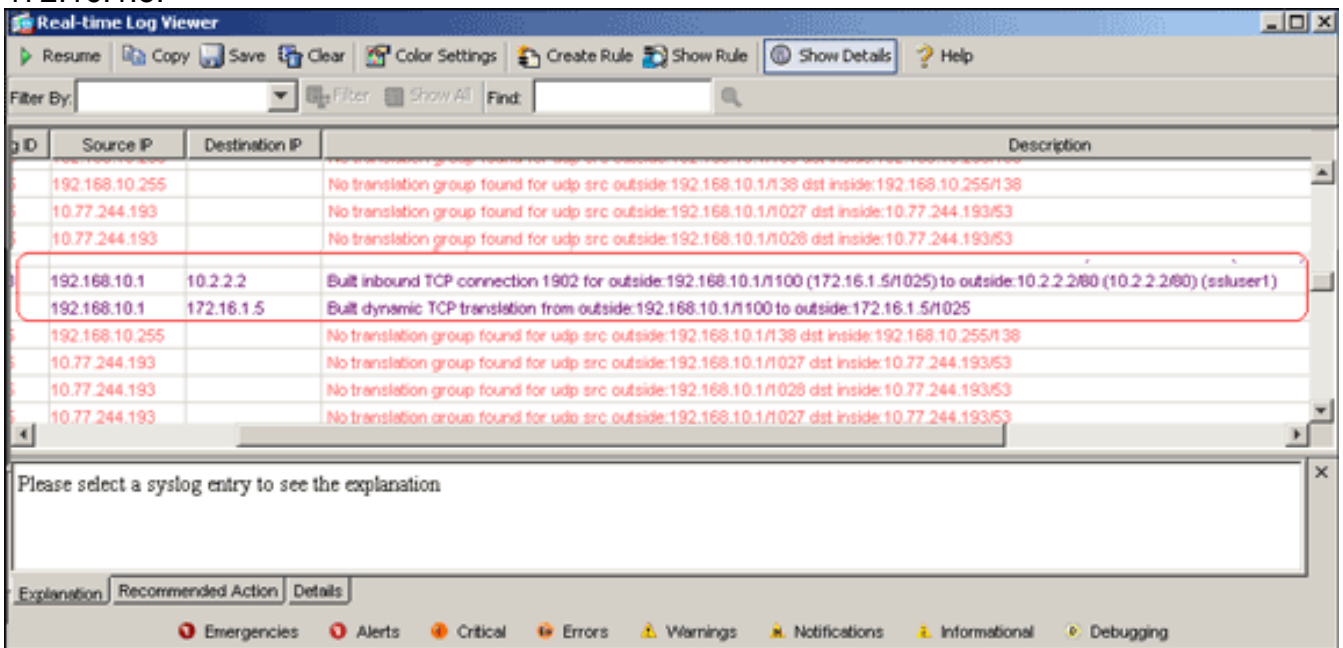 Real-time Log Viewer
Resume Copy Save Clear Color Settings Create Rule Show Rule Show Details Help
Filter By: Filter Show All Find:
g ID Source IP Destination IP Description
192.168.10.255 No translation group found for udp src outside:192.168.10.1/138 dst inside:192.168.10.255/138
10.77.244.193 No translation group found for udp src outside:192.168.10.1/1027 dst inside:10.77.244.193/53
10.77.244.193 No translation group found for udp src outside:192.168.10.1/1028 dst inside:10.77.244.193/53
192.168.10.1 10.2.2.2 Built inbound TCP connection 1902 for outside:192.168.10.1/1100 (172.16.1.5/1025) to outside:10.2.2.2/80 (10.2.2.2/80) (ssluser1)
192.168.10.1 172.16.1.5 Built dynamic TCP translation from outside:192.168.10.1/1100 to outside:172.16.1.5/1025
192.168.10.255 No translation group found for udp src outside:192.168.10.1/138 dst inside:192.168.10.255/138
10.77.244.193 No translation group found for udp src outside:192.168.10.1/1027 dst inside:10.77.244.193/53
10.77.244.193 No translation group found for udp src outside:192.168.10.1/1028 dst inside:10.77.244.193/53
10.77.244.193 No translation group found for udp src outside:192.168.10.1/1027 dst inside:10.77.244.193/53
Please select a syslog entry to see the explanation
Explanation Recommended Action Details
Emergencies Alerts Critical Errors Warnings Notifications Informational Debugging